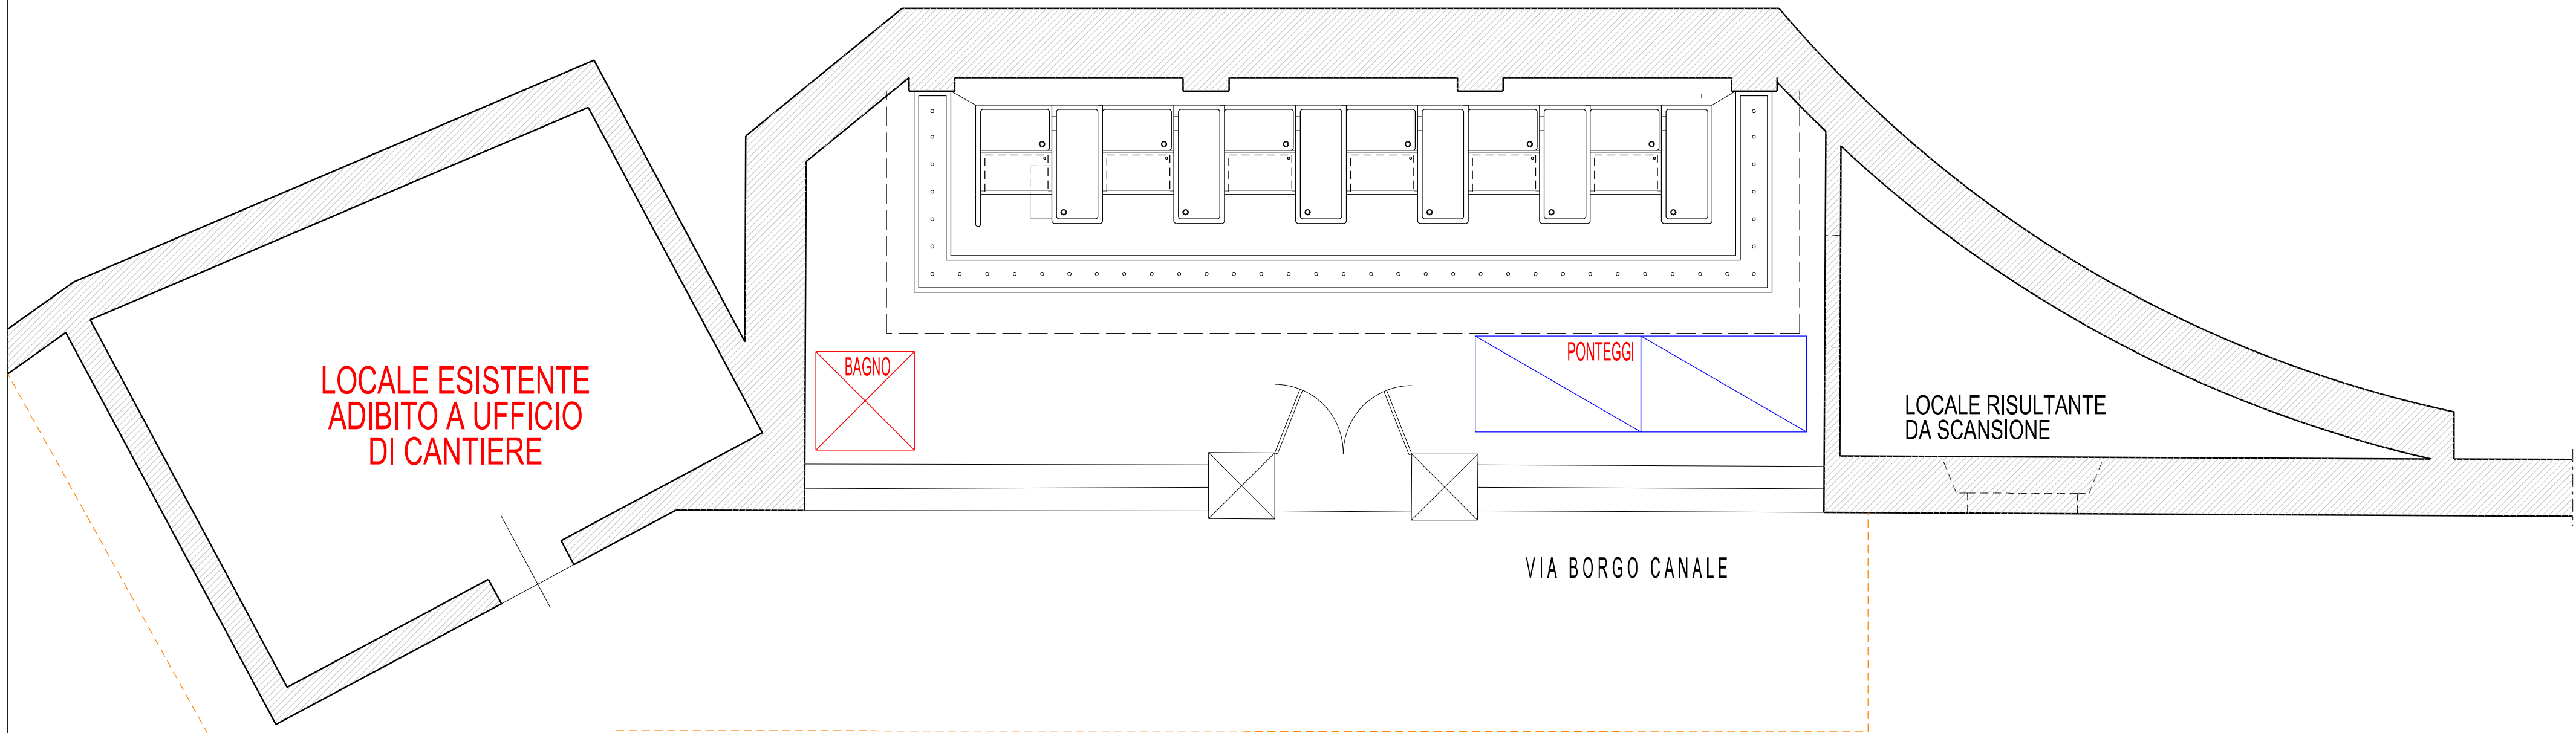 LOCALE ESISTENTE
ADIBITO A UFFICIO
DI CANTIERE
BAGNO
PONTEGGI
LOCALE RISULTANTE
DA SCANSIONE
VIA BORGO CANALE